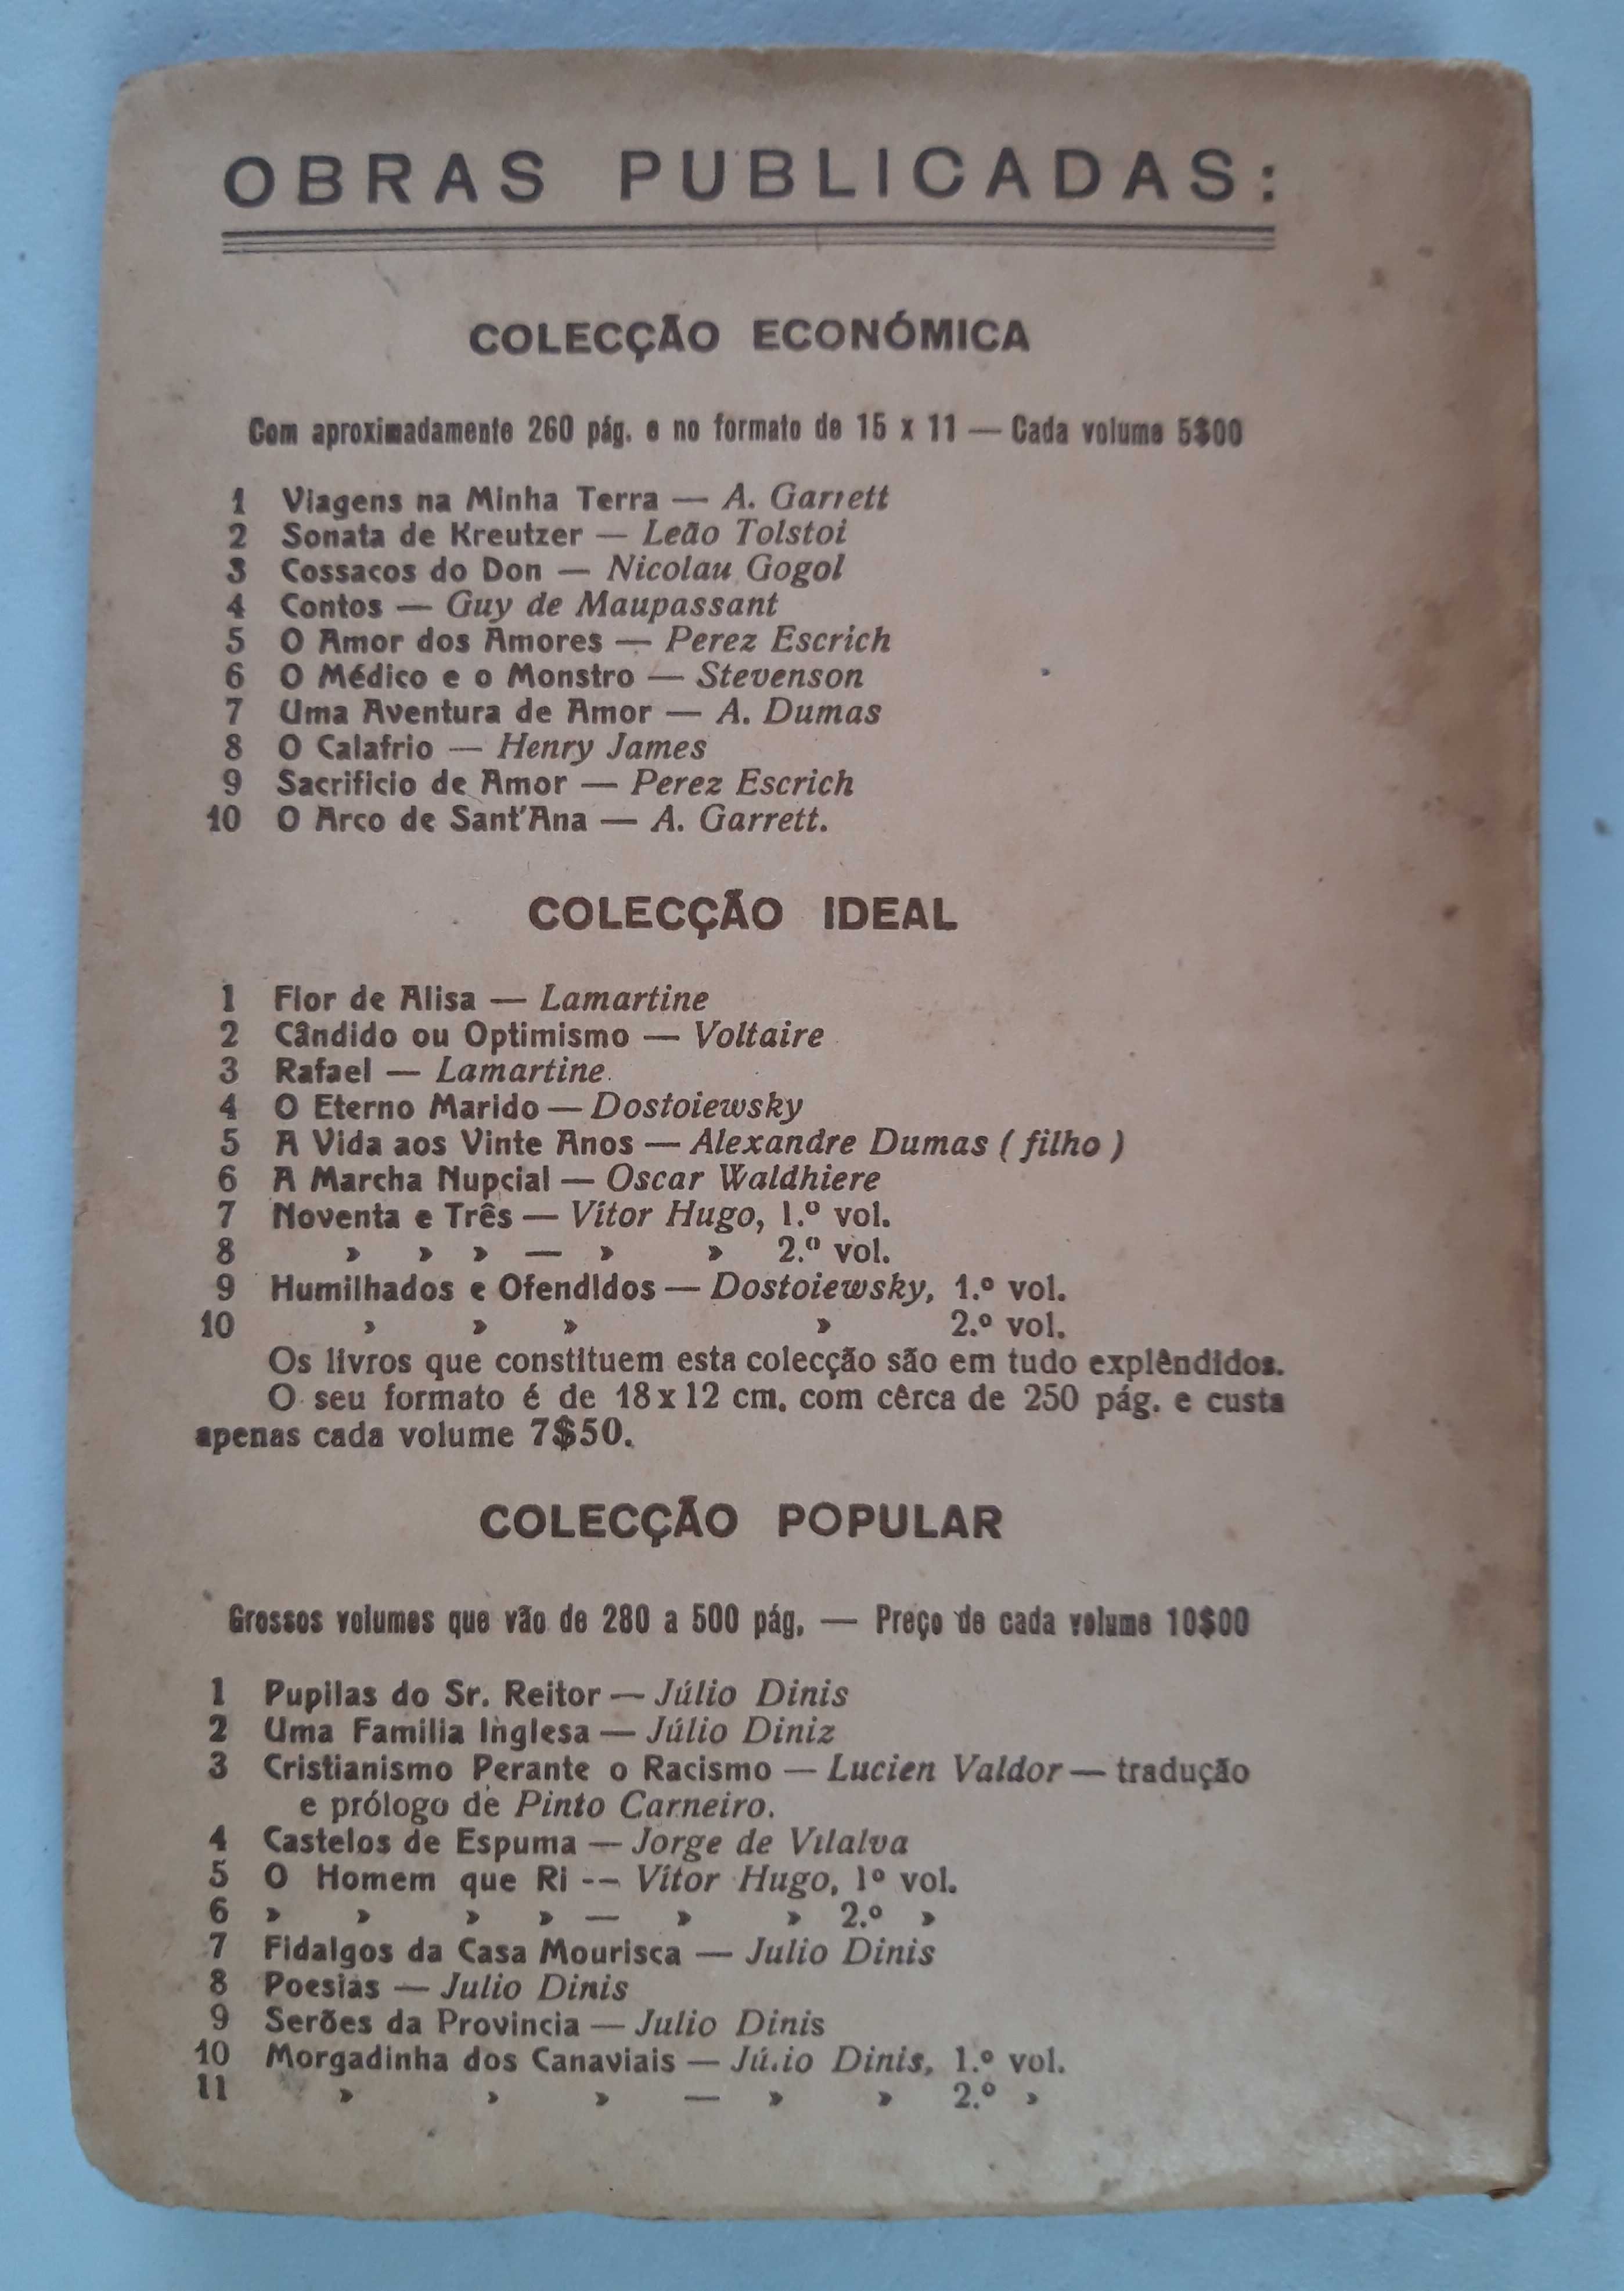 OBRAS PUBLICADAS:
COLECÇÃO ECONÓMICA
Com aproximadamente 260 pág. e no formato de 15 x 11 — Cada volume 5$00
1 Viagens na Minha Terra — A. Garrett
2 Sonata de Kreutzer — Leão Tolstoi
3 Cossacos do Don — Nicolau Gogol
4 Contos — Guy de Maupassant
5 O Amor dos Amores — Perez Escrich
6 O Médico e o Monstro — Stevenson
7 Uma Aventura de Amor — A. Dumas
8 O Calafrio — Henry James
9 Sacrificio de Amor — Perez Escrich
10 O Arco de Sant'Ana — A. Garrett.
COLECÇÃO IDEAL
1 Flor de Alisa — Lamartine
2 Cândido ou Optimismo — Voltaire
3 Rafael — Lamartine.
4 O Eterno Marido — Dostoiewsky
5 A Vida aos Vinte Anos — Alexandre Dumas ( filho )
6 A Marcha Nupcial — Oscar Waldhiere
7 Noventa e Três — Vítor Hugo, 1.º vol.
8 » » » — » » 2.º vol.
9 Humilhados e Ofendidos — Dostoiewsky, 1.º vol.
10 » » » » 2.º vol.
Os livros que constituem esta colecção são em tudo explêndidos.
O seu formato é de 18 x 12 cm. com cêrca de 250 pág. e custa
apenas cada volume 7$50.
COLECÇÃO POPULAR
Grossos volumes que vão de 280 a 500 pág. — Preço de cada volume 10$00
1 Pupilas do Sr. Reitor — Júlio Dinis
2 Uma Familia Inglesa — Júlio Diniz
3 Cristianismo Perante o Racismo — Lucien Valdor — tradução
e prólogo de Pinto Carneiro.
4 Castelos de Espuma — Jorge de Vilalva
5 O Homem que Ri -- Vítor Hugo, 1º vol.
6 » » » » — » » 2.º »
7 Fidalgos da Casa Mourisca — Julio Dinis
8 Poesias — Julio Dinis
9 Serões da Provincia — Julio Dinis
10 Morgadinha dos Canaviais — Júlio Dinis, 1.º vol.
11 » » » — » » 2.º »